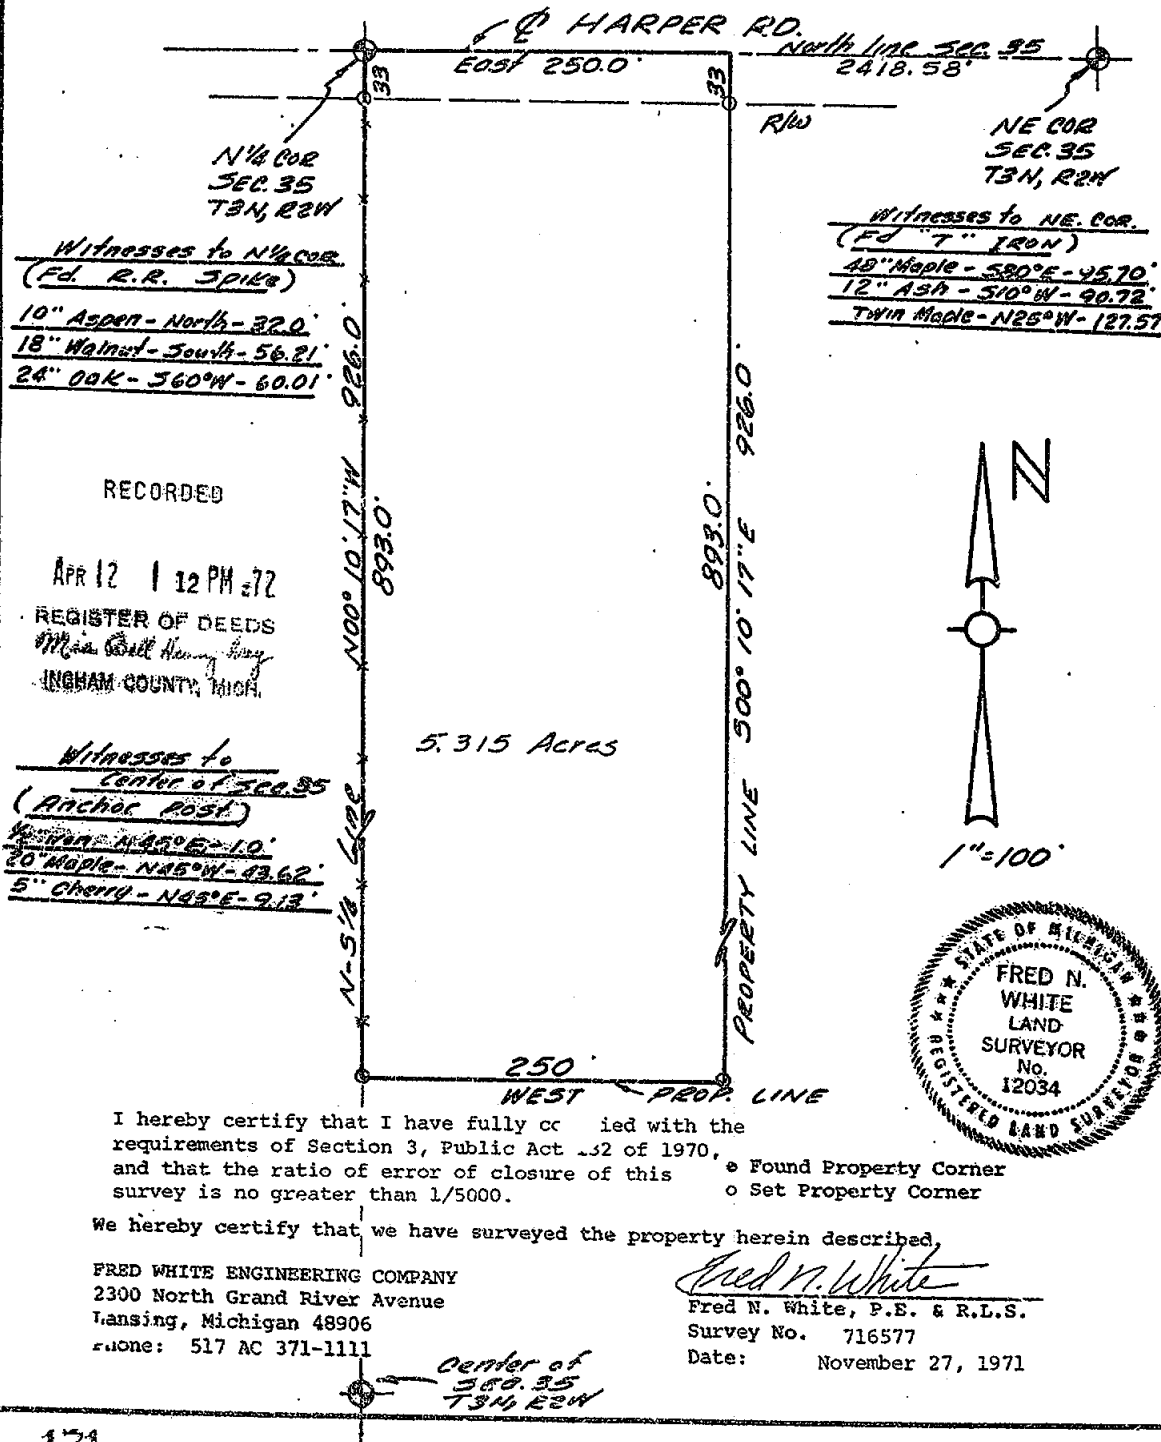 ℄ HARPER RD.
East 250.0'
North line Sec. 35
2418.58'
33
33
R/W
N 1/4 COR
SEC. 35
T3N, R2W
NE COR
SEC. 35
T3N, R2W
Witnesses to N 1/4 COR.
(Fd. R.R. Spike)
10" Aspen - North - 32.0'
18" Walnut - South - 56.21'
24" Oak - S60°W - 60.01'
Witnesses to NE. COR.
(Fd "T" IRON)
48" Maple - S80°E - 45.70'
12" Ash - S10°W - 90.72'
Twin Maple - N26°W - 127.57
N-S 1/4 LINE N00° 10' 17" W 926.0'
893.0'
893.0'
PROPERTY LINE S00° 10' 17" E 926.0'
N
1"=100'
RECORDED
APR 12 1 12 PM '72
REGISTER OF DEEDS
INGHAM COUNTY, MICH.
5.315 Acres
Witnesses to
Center of Sec. 35
(Anchor Post)
N45°E - 1.0'
20" Maple - N45°W - 43.62'
5" Cherry - N45°E - 9.13'
250'
WEST PROP. LINE
STATE OF MICHIGAN
FRED N.
WHITE
LAND
SURVEYOR
No.
12034
REGISTERED LAND SURVEYOR
I hereby certify that I have fully cc ied with the
requirements of Section 3, Public Act 32 of 1970,
and that the ratio of error of closure of this
survey is no greater than 1/5000.
Found Property Corner
o Set Property Corner
We hereby certify that we have surveyed the property herein described.
FRED WHITE ENGINEERING COMPANY
2300 North Grand River Avenue
Lansing, Michigan 48906
Phone: 517 AC 371-1111
Fred N. White
Fred N. White, P.E. & R.L.S.
Survey No. 716577
Date: November 27, 1971
Center of
SEC. 35
T3N, R2W